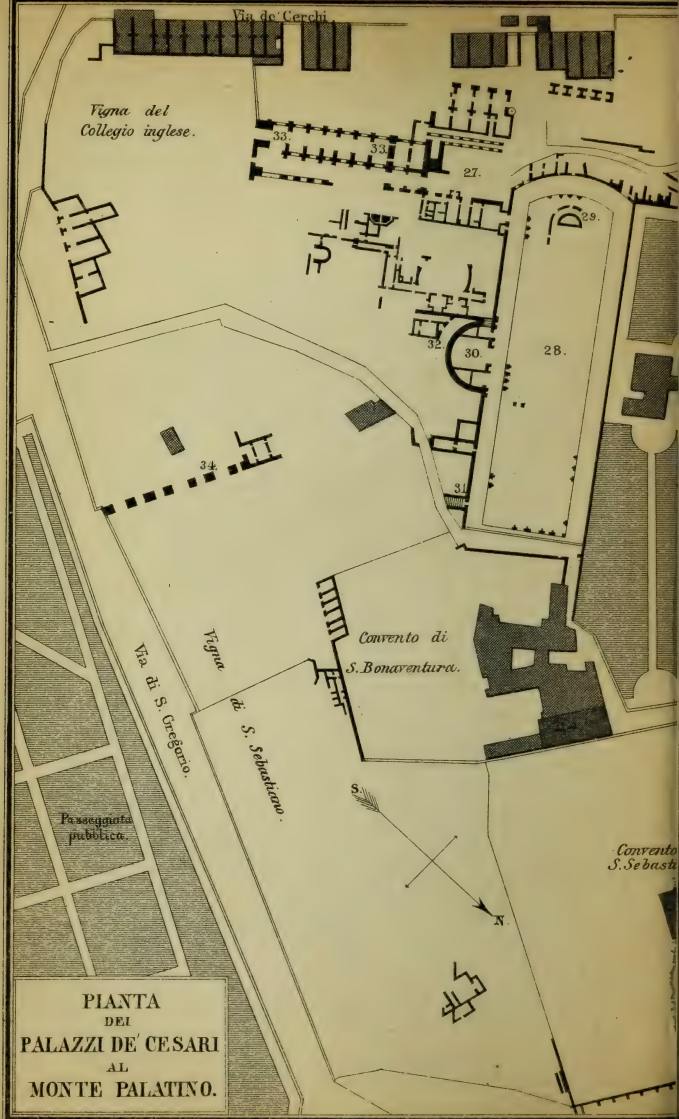 Via de' Cerchi.
Vigna del
Collegio inglese.
33.
33.
27.
29.
32.
30.
28.
34.
31.
Convento di
S. Bonaventura.
Via di S. Gregorio.
Vigna
di S. Sebastiano.
S.
Passeggiata
pubblica.
Convento
S. Sebasti
N.
PIANTA
DEI
PALAZZI DE' CESARI
AL
MONTE PALATINO.